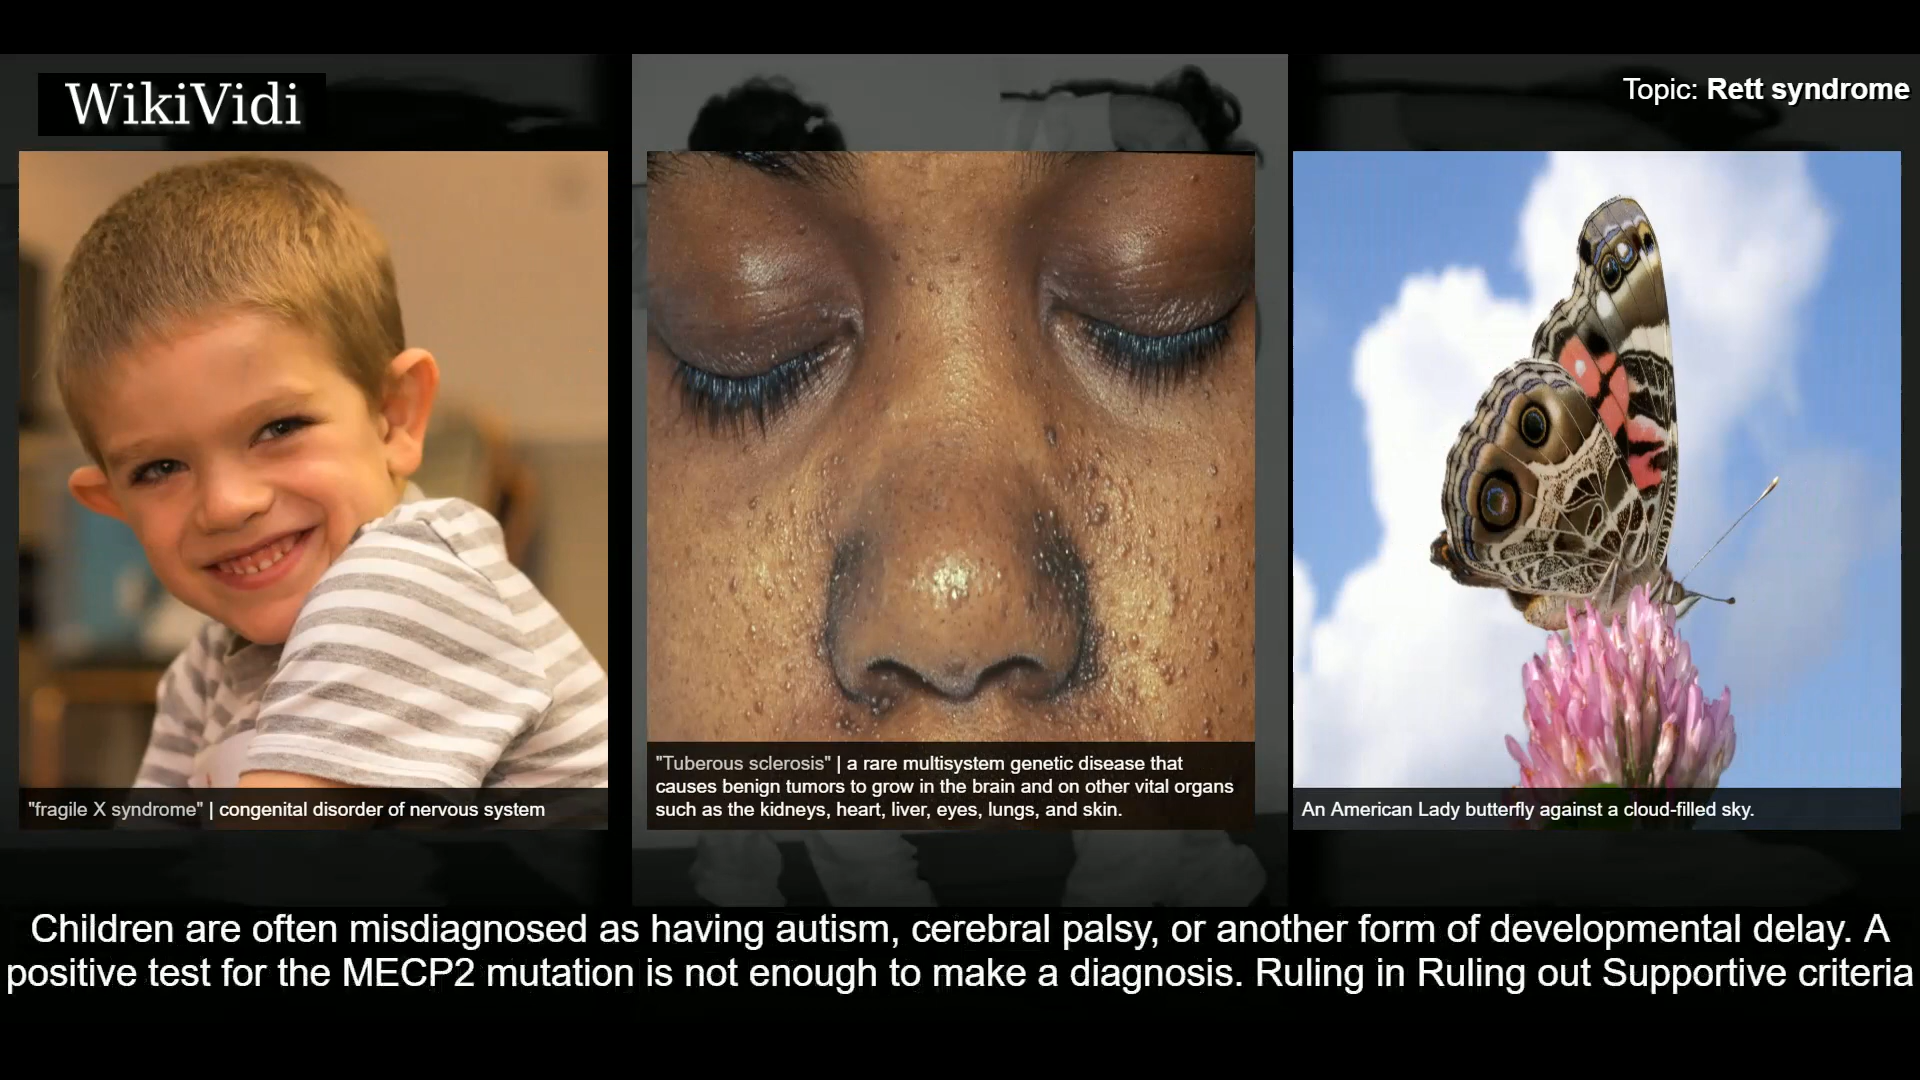 WikiVidi
Topic: Rett syndrome
"fragile X syndrome" | congenital disorder of nervous system
"Tuberous sclerosis" | a rare multisystem genetic disease that
causes benign tumors to grow in the brain and on other vital organs
such as the kidneys, heart, liver, eyes, lungs, and skin.
An American Lady butterfly against a cloud-filled sky.
Children are often misdiagnosed as having autism, cerebral palsy, or another form of developmental delay. A
positive test for the MECP2 mutation is not enough to make a diagnosis. Ruling in Ruling out Supportive criteria